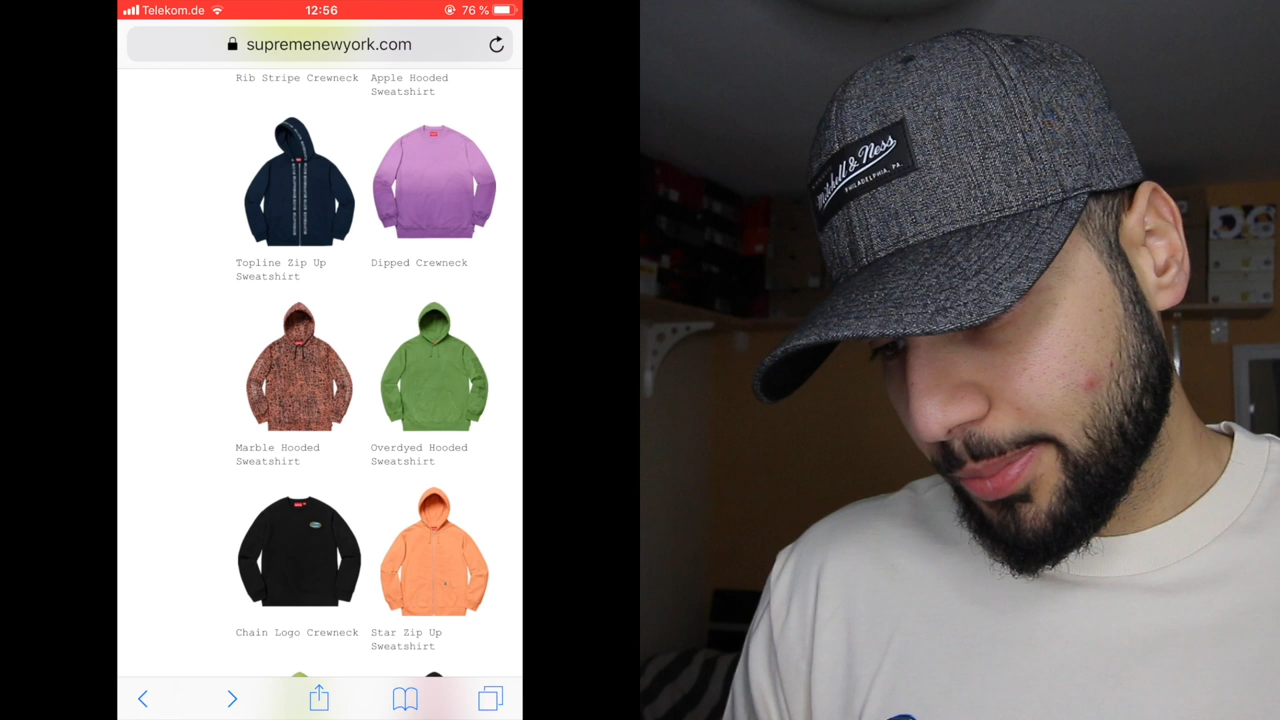 Telekom.de
12:56
76 %
supremenewyork.com
Rib Stripe Crewneck
Apple Hooded
Sweatshirt
Topline Zip Up
Sweatshirt
Dipped Crewneck
Marble Hooded
Sweatshirt
Overdyed Hooded
Sweatshirt
Chain Logo Crewneck
Star Zip Up
Sweatshirt
Mitchell & Ness
PHILADELPHIA, PA.